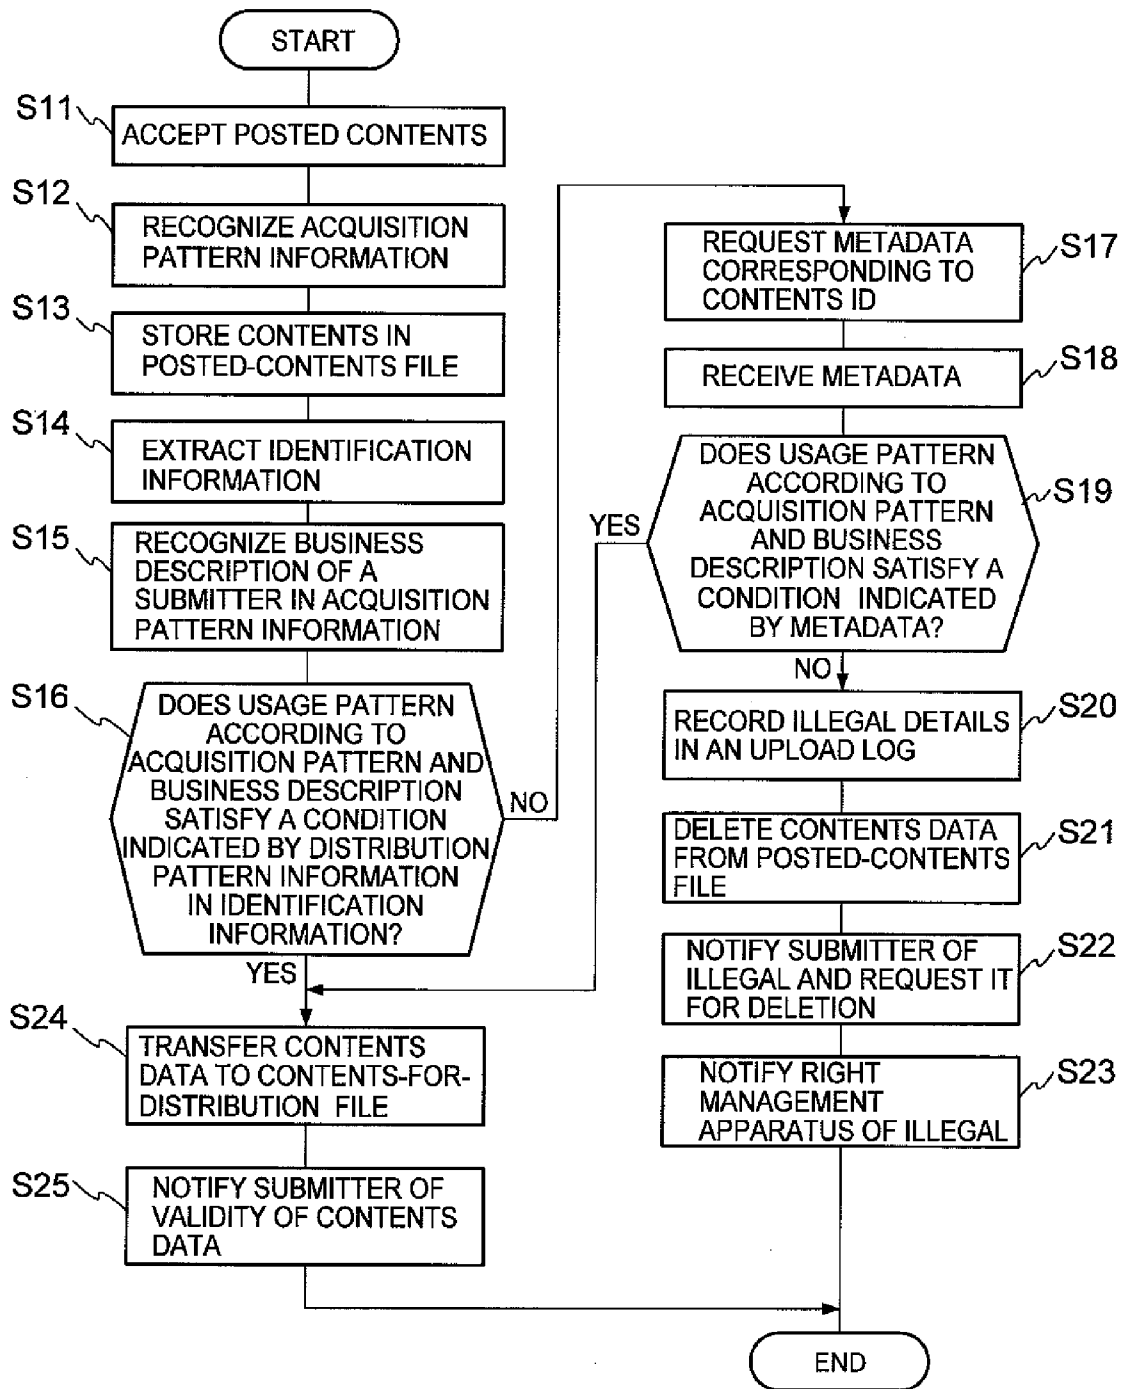 START
S11
ACCEPT POSTED CONTENTS
S12
RECOGNIZE ACQUISITION
PATTERN INFORMATION
S13
STORE CONTENTS IN
POSTED-CONTENTS FILE
S14
EXTRACT IDENTIFICATION
INFORMATION
S15
RECOGNIZE BUSINESS
DESCRIPTION OF A
SUBMITTER IN ACQUISITION
PATTERN INFORMATION
S16
DOES USAGE PATTERN
ACCORDING TO
ACQUISITION PATTERN AND
BUSINESS DESCRIPTION
SATISFY A CONDITION
INDICATED BY DISTRIBUTION
PATTERN INFORMATION
IN IDENTIFICATION
INFORMATION?
NO
YES
S24
TRANSFER CONTENTS
DATA TO CONTENTS-FOR-
DISTRIBUTION FILE
S25
NOTIFY SUBMITTER OF
VALIDITY OF CONTENTS
DATA
REQUEST METADATA
CORRESPONDING TO
CONTENTS ID
S17
RECEIVE METADATA
S18
DOES USAGE PATTERN
ACCORDING TO
ACQUISITION PATTERN
AND BUSINESS
DESCRIPTION SATISFY A
CONDITION INDICATED
BY METADATA?
S19
YES
NO
RECORD ILLEGAL DETAILS
IN AN UPLOAD LOG
S20
DELETE CONTENTS DATA
FROM POSTED-CONTENTS
FILE
S21
NOTIFY SUBMITTER OF
ILLEGAL AND REQUEST IT
FOR DELETION
S22
NOTIFY RIGHT
MANAGEMENT
APPARATUS OF ILLEGAL
S23
END